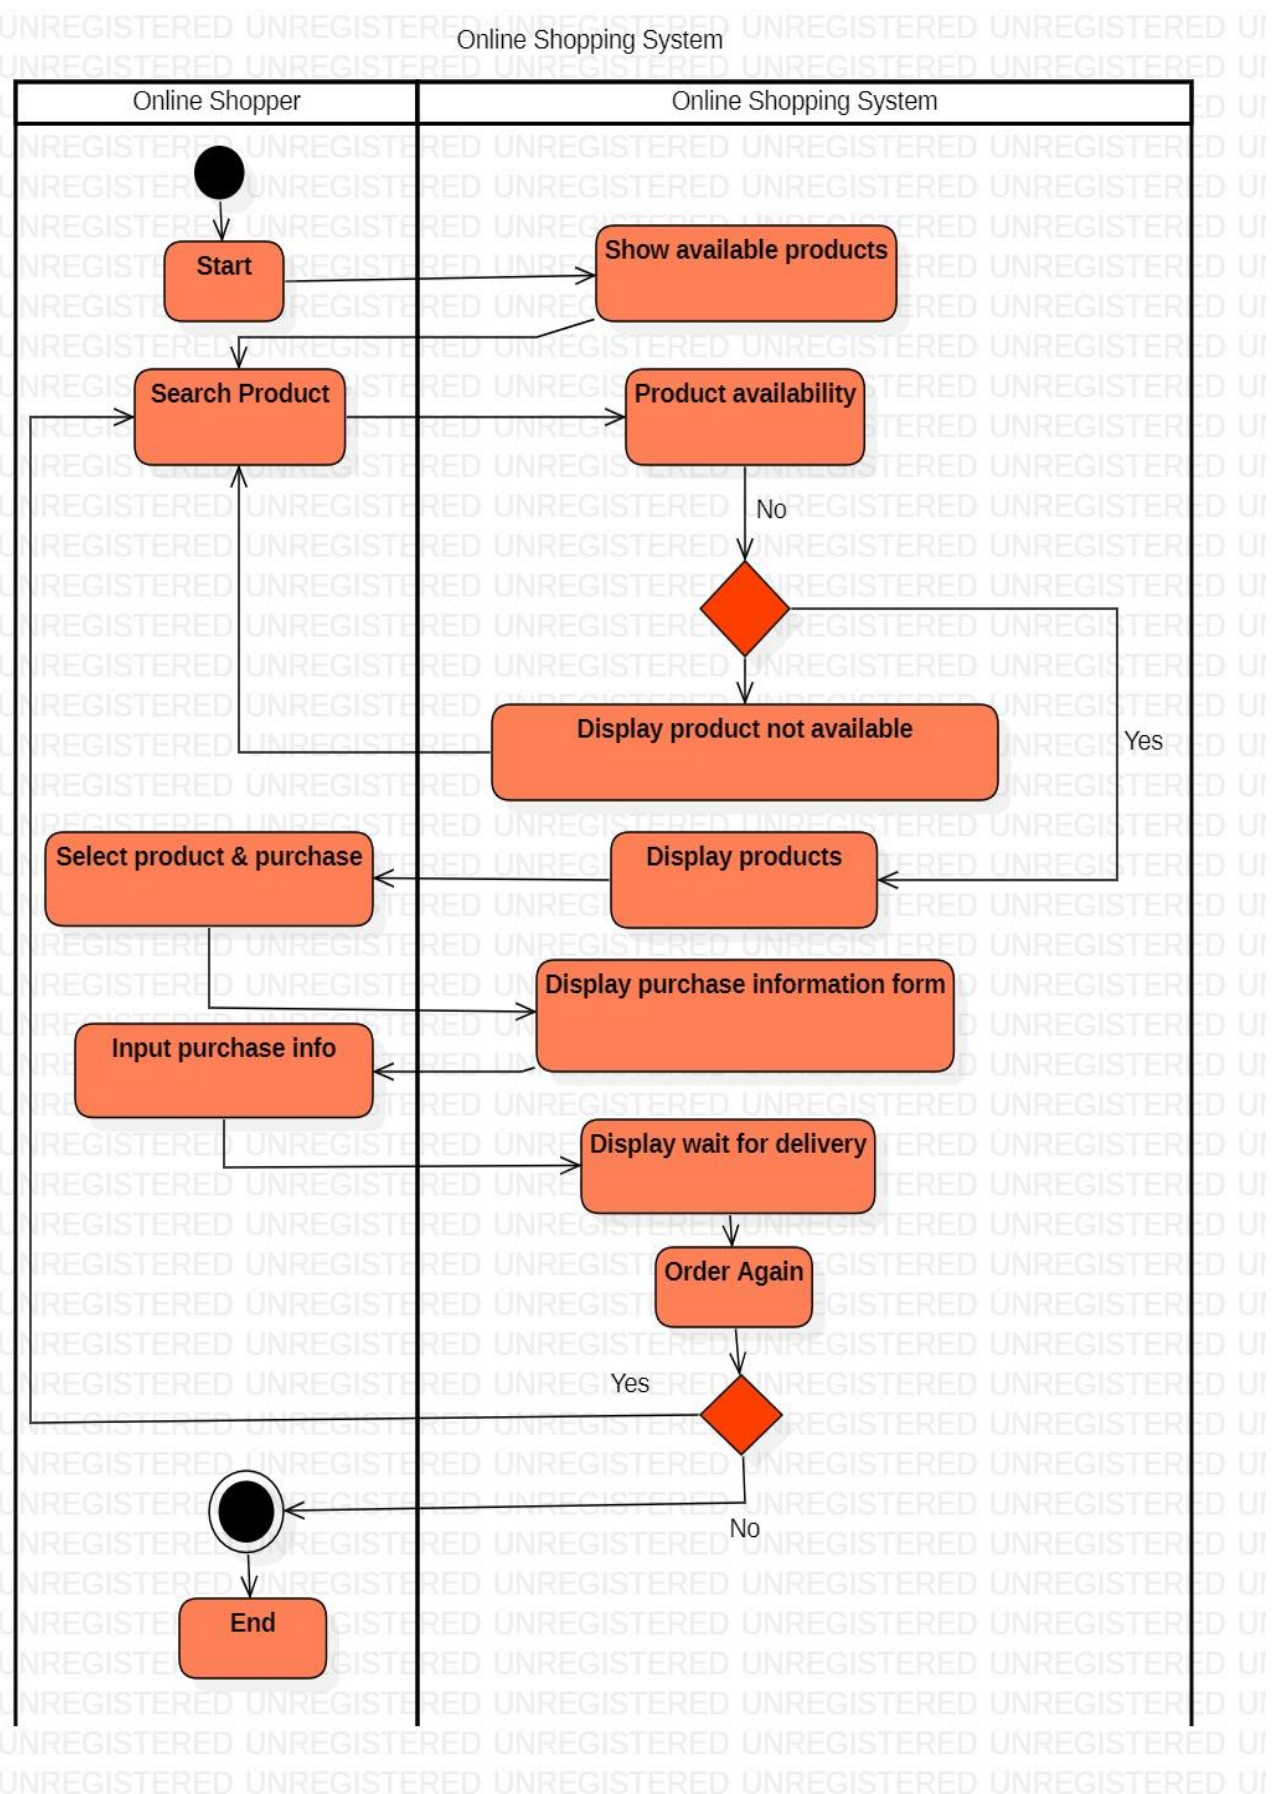 Online Shopping System
Online Shopper
Online Shopping System
Start
Show available products
Search Product
Product availability
No
Display product not available
Yes
Select product & purchase
Display products
Display purchase information form
Input purchase info
Display wait for delivery
Order Again
Yes
No
End
UNREGISTERED